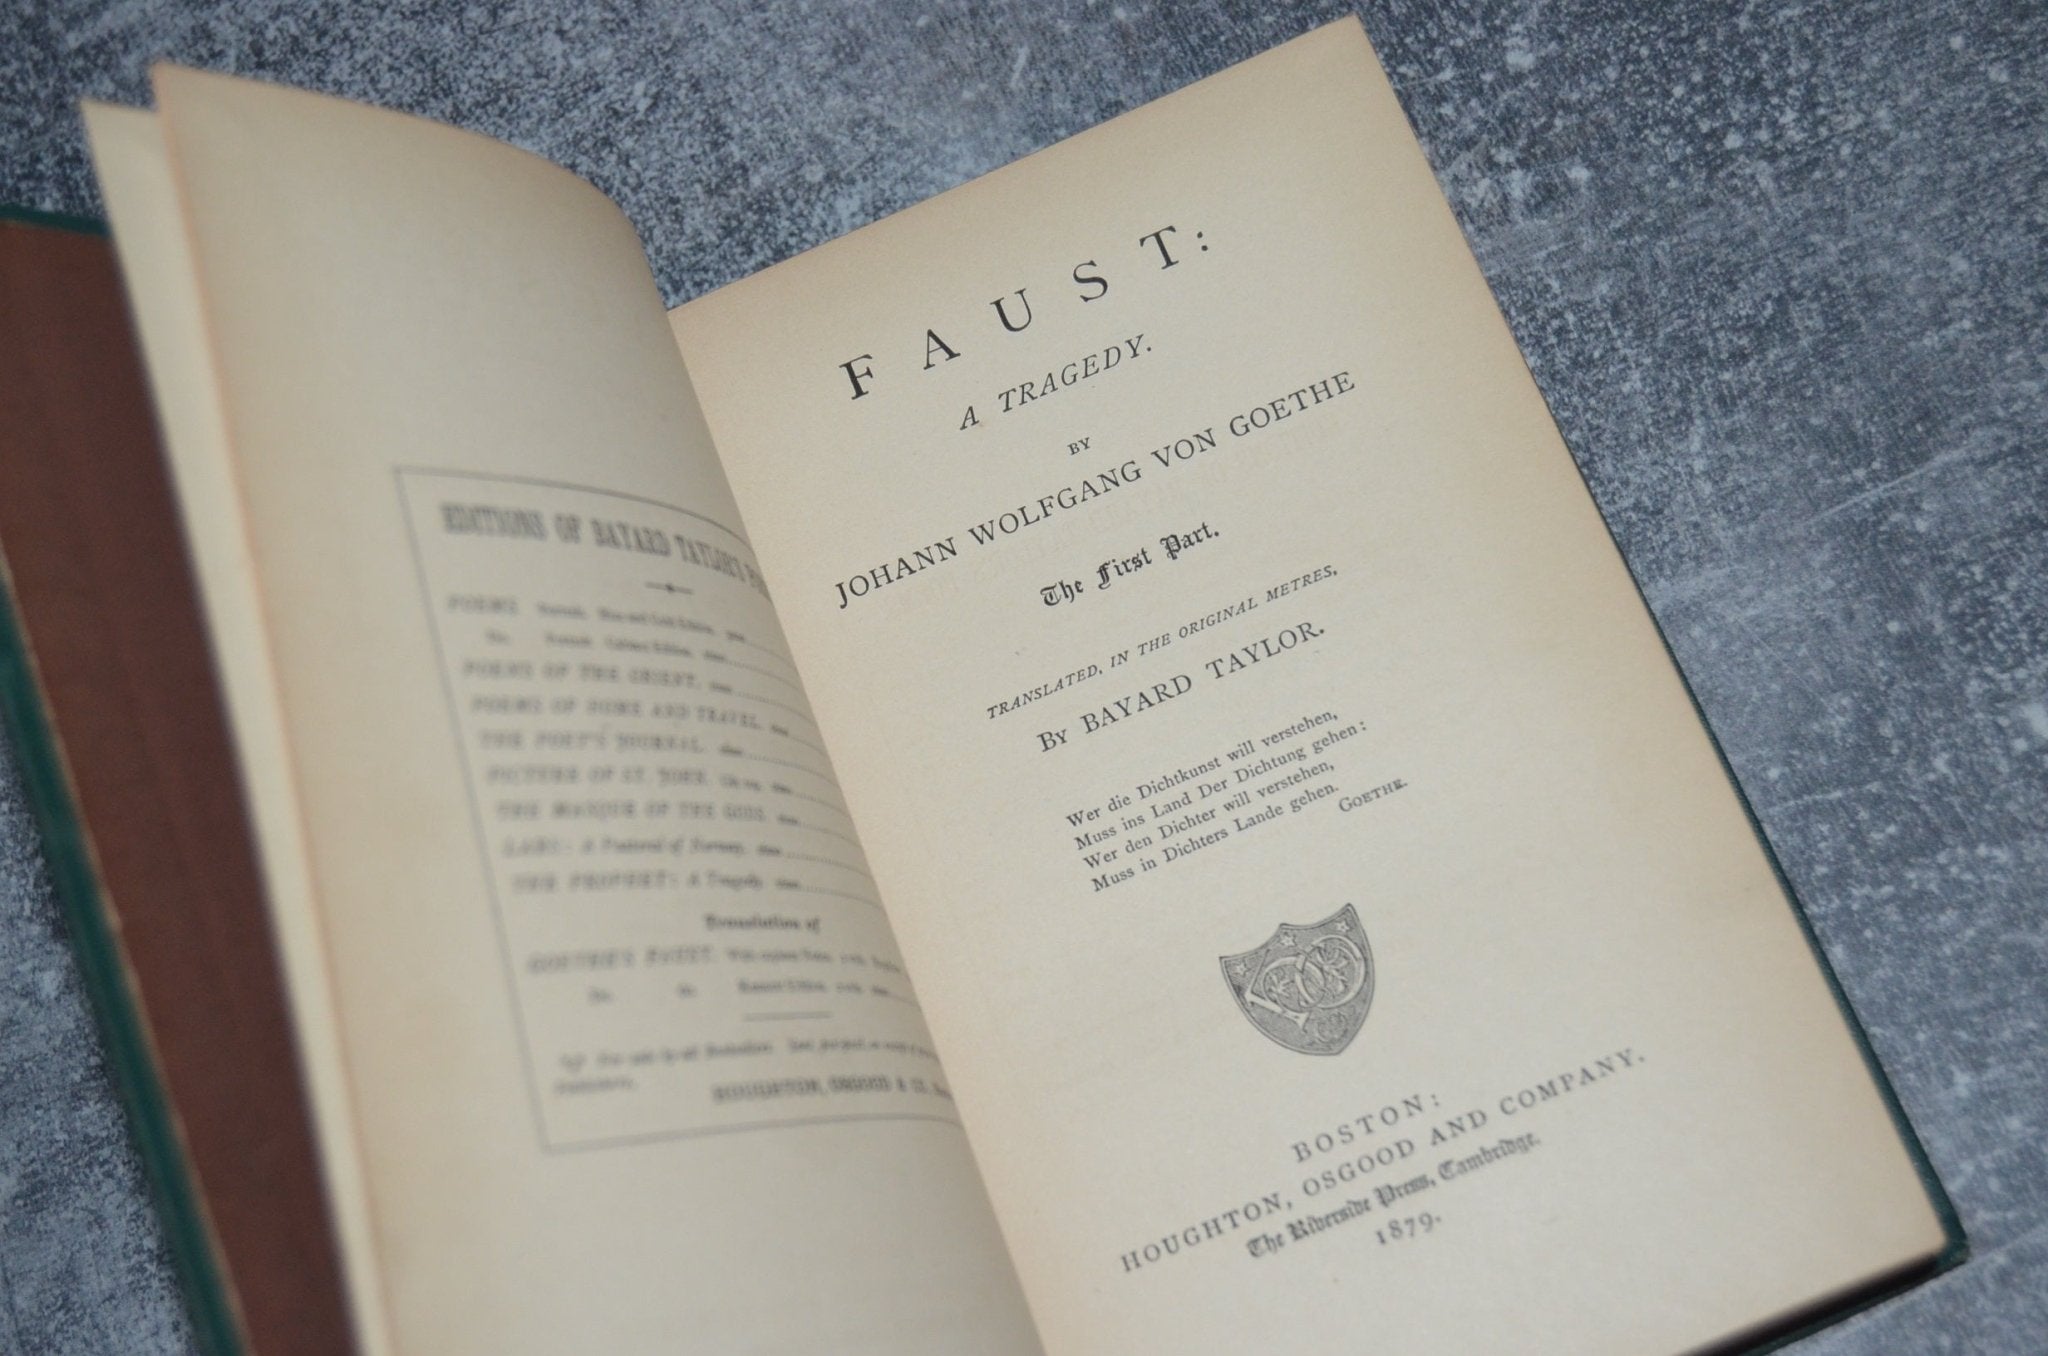 EDITIONS OF BAYARD TAYLOR'S
POEMS
POEMS OF THE ORIENT.
POEMS OF HOME AND TRAVEL.
THE POET'S JOURNAL.
PICTURE OF ST. JOHN.
THE MASQUE OF THE GODS.
LARS: A Pastoral of Norway.
THE PROPHET: A Tragedy.
Translation of
GOETHE'S FAUST.
HOUGHTON, OSGOOD & CO.
FAUST:
A TRAGEDY.
BY
JOHANN WOLFGANG VON GOETHE
The First Part.
TRANSLATED, IN THE ORIGINAL METRES,
BY BAYARD TAYLOR.
Wer die Dichtkunst will verstehen,
Muss ins Land Der Dichtung gehen:
Wer den Dichter will verstehen,
Muss in Dichters Lande gehen.
GOETHE.
BOSTON:
HOUGHTON, OSGOOD AND COMPANY.
The Riverside Press, Cambridge.
1879.